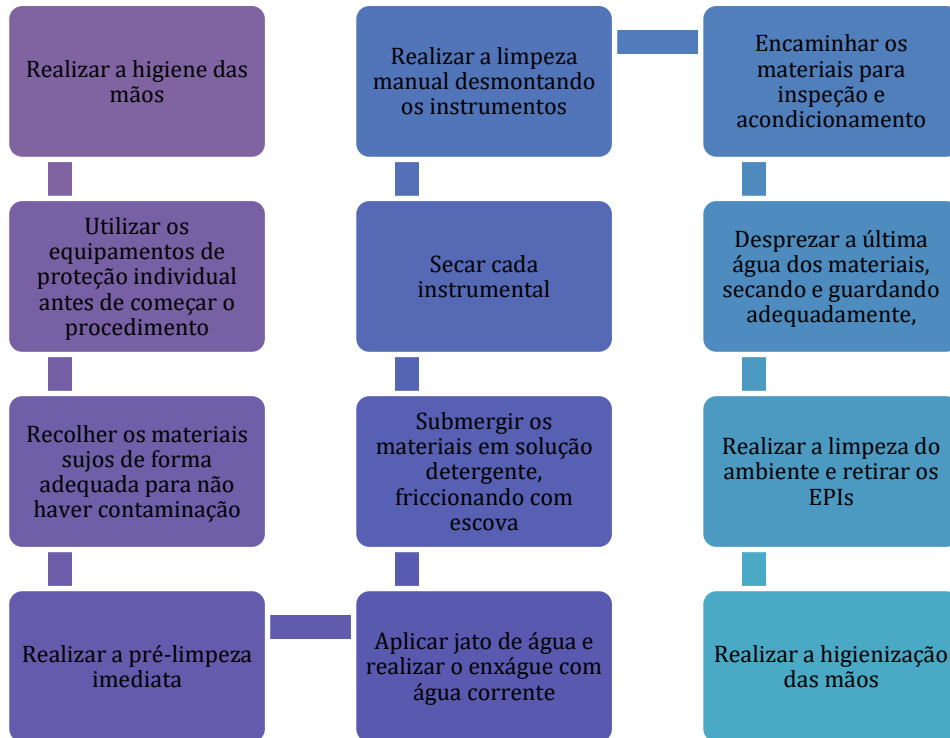 Realizar a higiene das
mãos
Utilizar os
equipamentos de
proteção individual
antes de começar o
procedimento
Recolher os materiais
sujos de forma
adequada para não
haver contaminação
Realizar a pré-limpeza
imediata
Aplicar jato de água e
realizar o enxágue com
água corrente
Submergir os
materiais em solução
detergente,
friccionando com
escova
Secar cada
instrumental
Realizar a limpeza
manual desmontando
os instrumentos
Encaminhar os
materiais para
inspeção e
acondicionamento
Desprezar a última
água dos materiais,
secando e guardando
adequadamente,
Realizar a limpeza do
ambiente e retirar os
EPIs
Realizar a higienização
das mãos